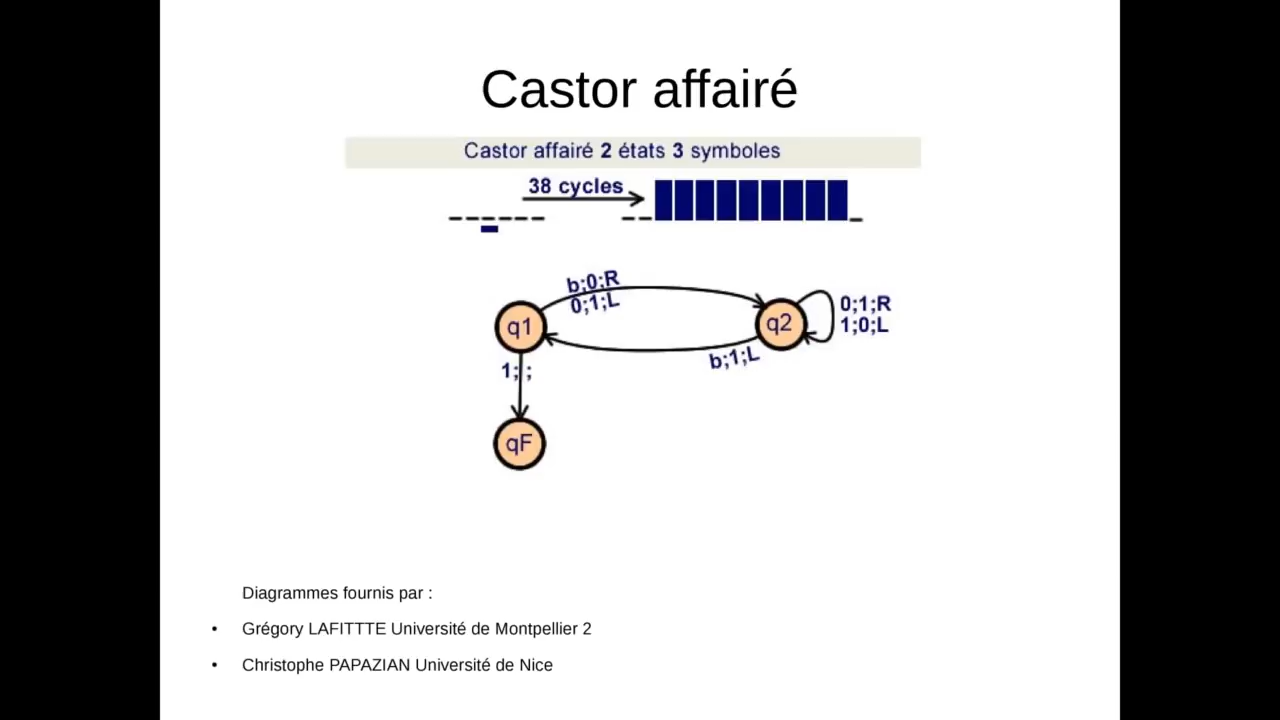 Castor affairé
Castor affairé 2 états 3 symboles
38 cycles
b;0;R
0;1;L
q1
q2
0;1;R
1;0;L
b;1;L
1; ;
qF
Diagrammes fournis par :
• Grégory LAFITTTE Université de Montpellier 2
• Christophe PAPAZIAN Université de Nice